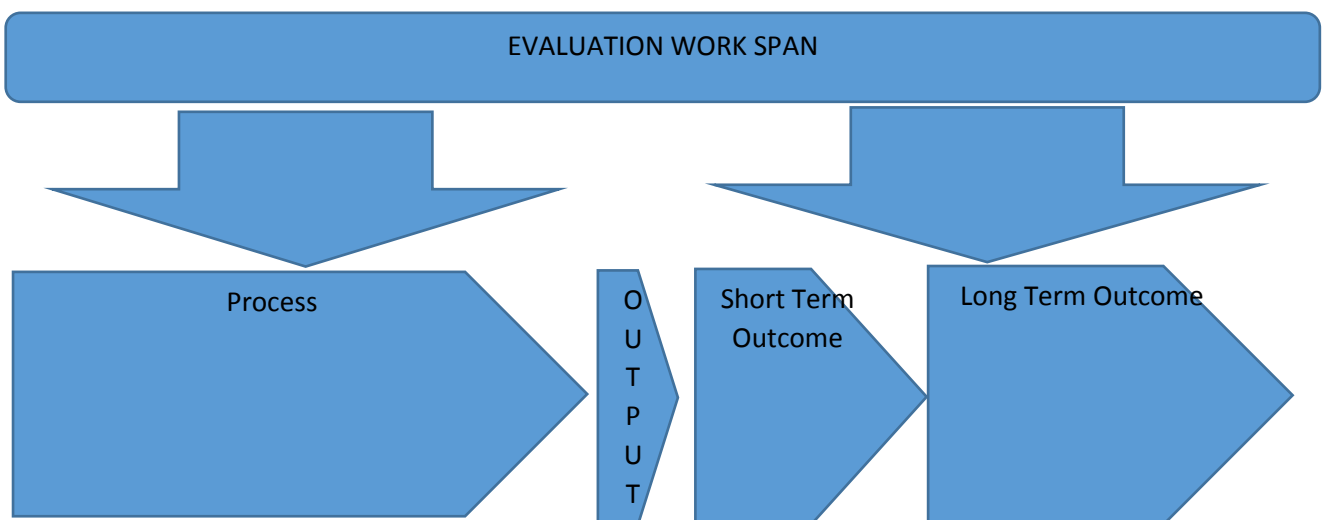 EVALUATION WORK SPAN
Process
O
U
T
P
U
T
Short Term
Outcome
Long Term Outcome